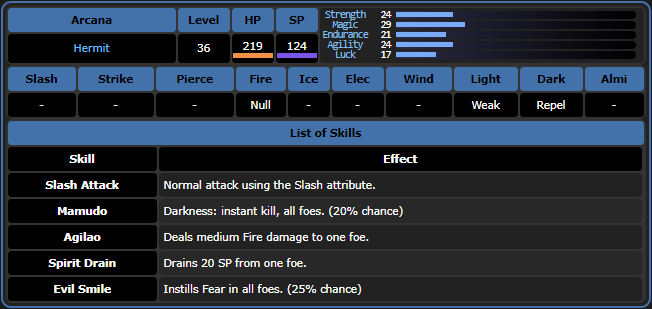 Arcana Level HP SP
Hermit 36 219 124
Strength 24
Magic 29
Endurance 21
Agility 24
Luck 17
Slash Strike Pierce Fire Ice Elec Wind Light Dark Almi
- - - Null - - - Weak Repel -
List of Skills
Skill Effect
Slash Attack Normal attack using the Slash attribute.
Mamudo Darkness: instant kill, all foes. (20% chance)
Agilao Deals medium Fire damage to one foe.
Spirit Drain Drains 20 SP from one foe.
Evil Smile Instills Fear in all foes. (25% chance)